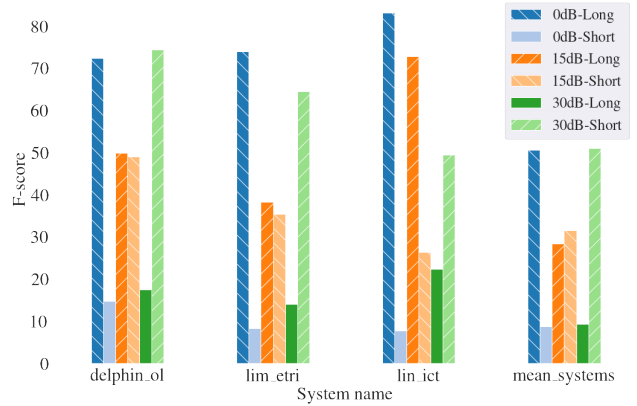 0dB-Long
0dB-Short
15dB-Long
15dB-Short
30dB-Long
30dB-Short
F-score
80
70
60
50
40
30
20
10
0
delphin_ol lim_etri lin_ict mean_systems
System name